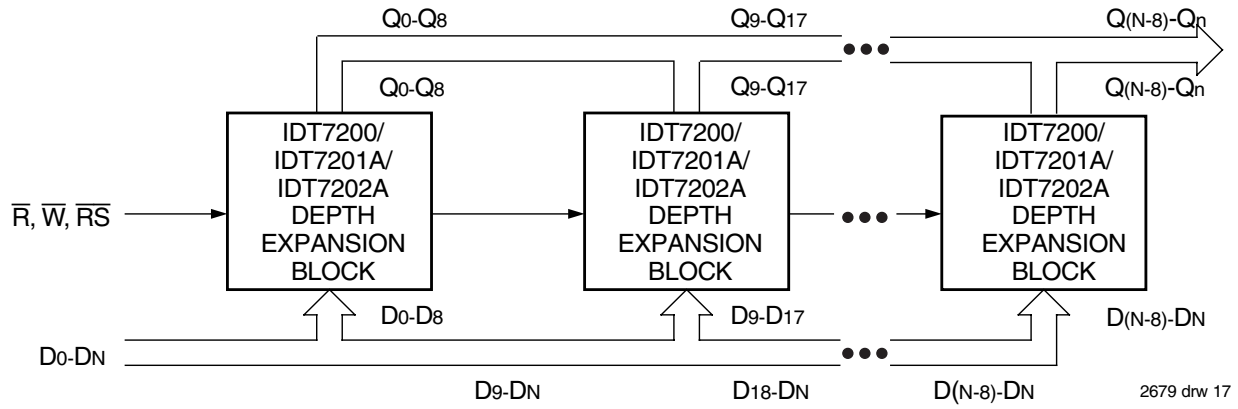 Q0-Q8 Q9-Q17 Q(N-8)-Qn
Q0-Q8 Q9-Q17 Q(N-8)-Qn
IDT7200/
IDT7201A/
IDT7202A
DEPTH
EXPANSION
BLOCK
IDT7200/
IDT7201A/
IDT7202A
DEPTH
EXPANSION
BLOCK
IDT7200/
IDT7201A/
IDT7202A
DEPTH
EXPANSION
BLOCK
R̅, W̅, R̅S̅
D0-D8 D9-D17 D(N-8)-DN
D0-DN
D9-DN D18-DN D(N-8)-DN
2679 drw 17